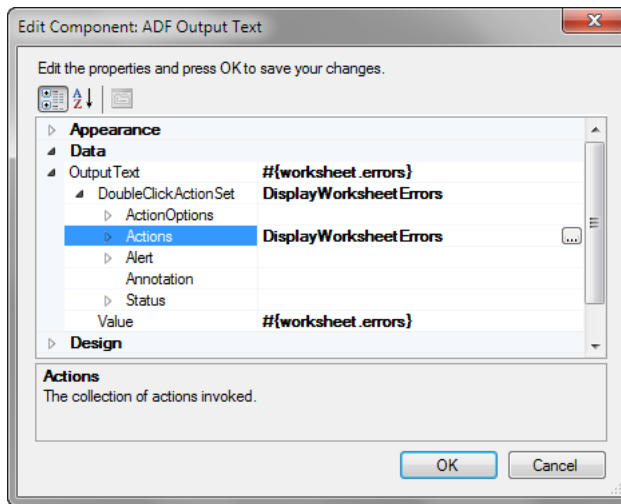 Edit Component: ADF Output Text
Edit the properties and press OK to save your changes.
Appearance
Data
OutputText #{worksheet.errors}
DoubleClickActionSet DisplayWorksheetErrors
ActionOptions
Actions DisplayWorksheetErrors ...
Alert
Annotation
Status
Value #{worksheet.errors}
Design
Actions
The collection of actions invoked.
OK Cancel